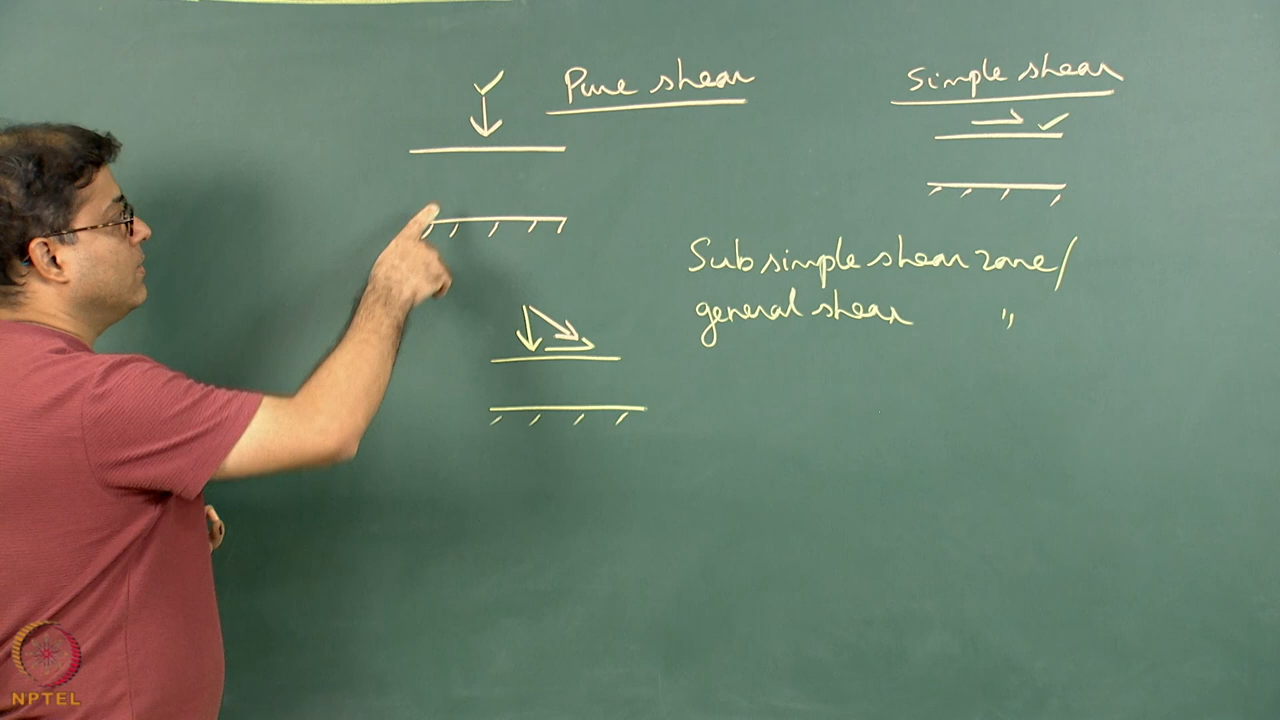 Pure shear
Simple shear
Sub simple shear zone/
general shear "
NPTEL